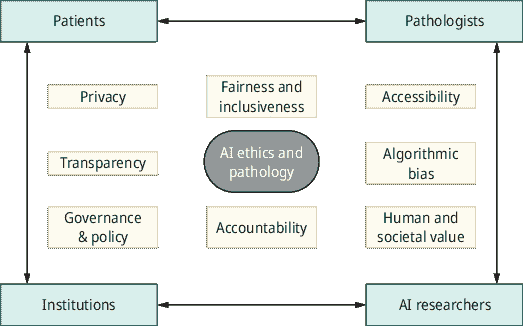 Patients
Pathologists
Privacy
Fairness and
inclusiveness
Accessibility
Transparency
AI ethics and
pathology
Algorithmic
bias
Governance
& policy
Accountability
Human and
societal value
Institutions
AI researchers